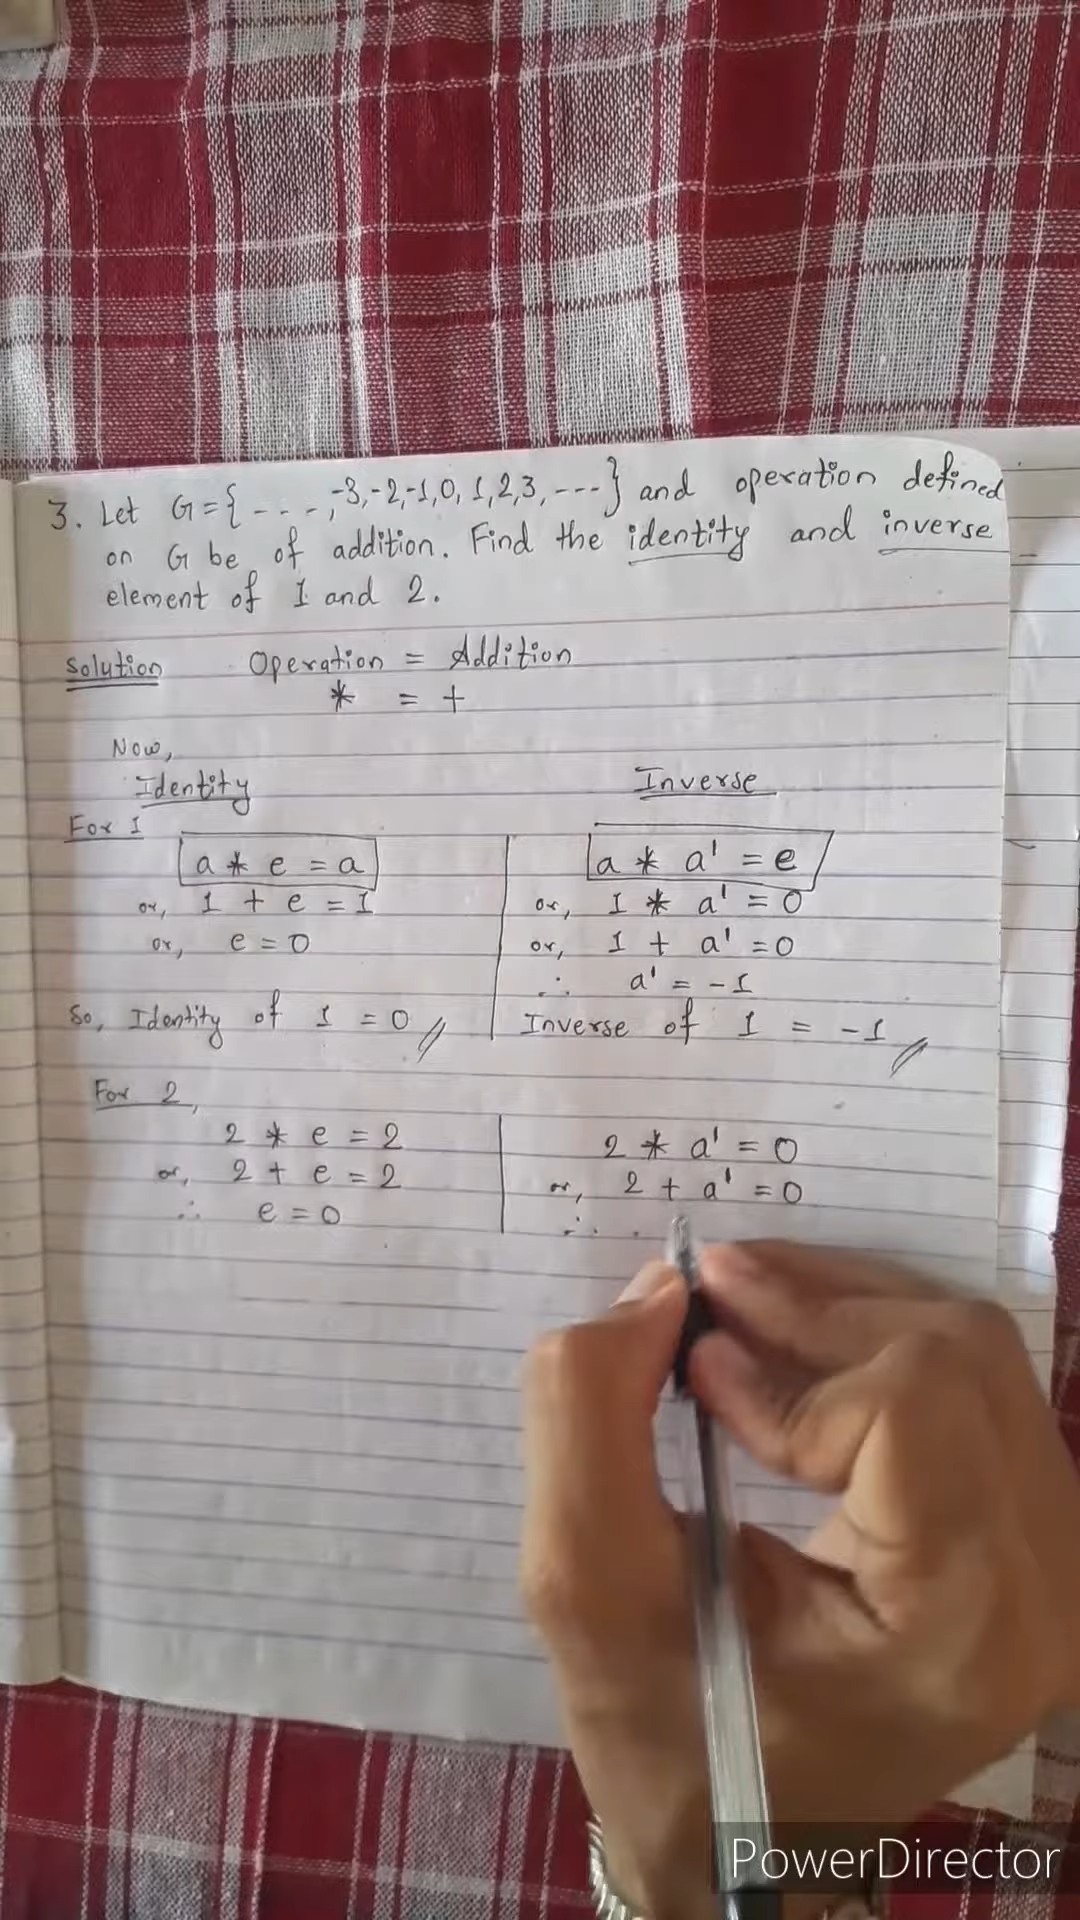 3. Let G={ - - - , -3, -2, -1, 0, 1, 2, 3, ---- } and operation defined
on G be of addition. Find the identity and inverse
element of 1 and 2.
Solution Operation = Addition
* = +
Now,
Identity
For 1
a * e = a
or, 1 + e = 1
or, e = 0
So, Identity of 1 = 0 //
Inverse
a * a' = e
or, 1 * a' = 0
or, 1 + a' = 0
∴ a' = -1
Inverse of 1 = -1 //
For 2,
2 * e = 2
or, 2 + e = 2
∴ e = 0
2 * a' = 0
or, 2 + a' = 0
∴
PowerDirector